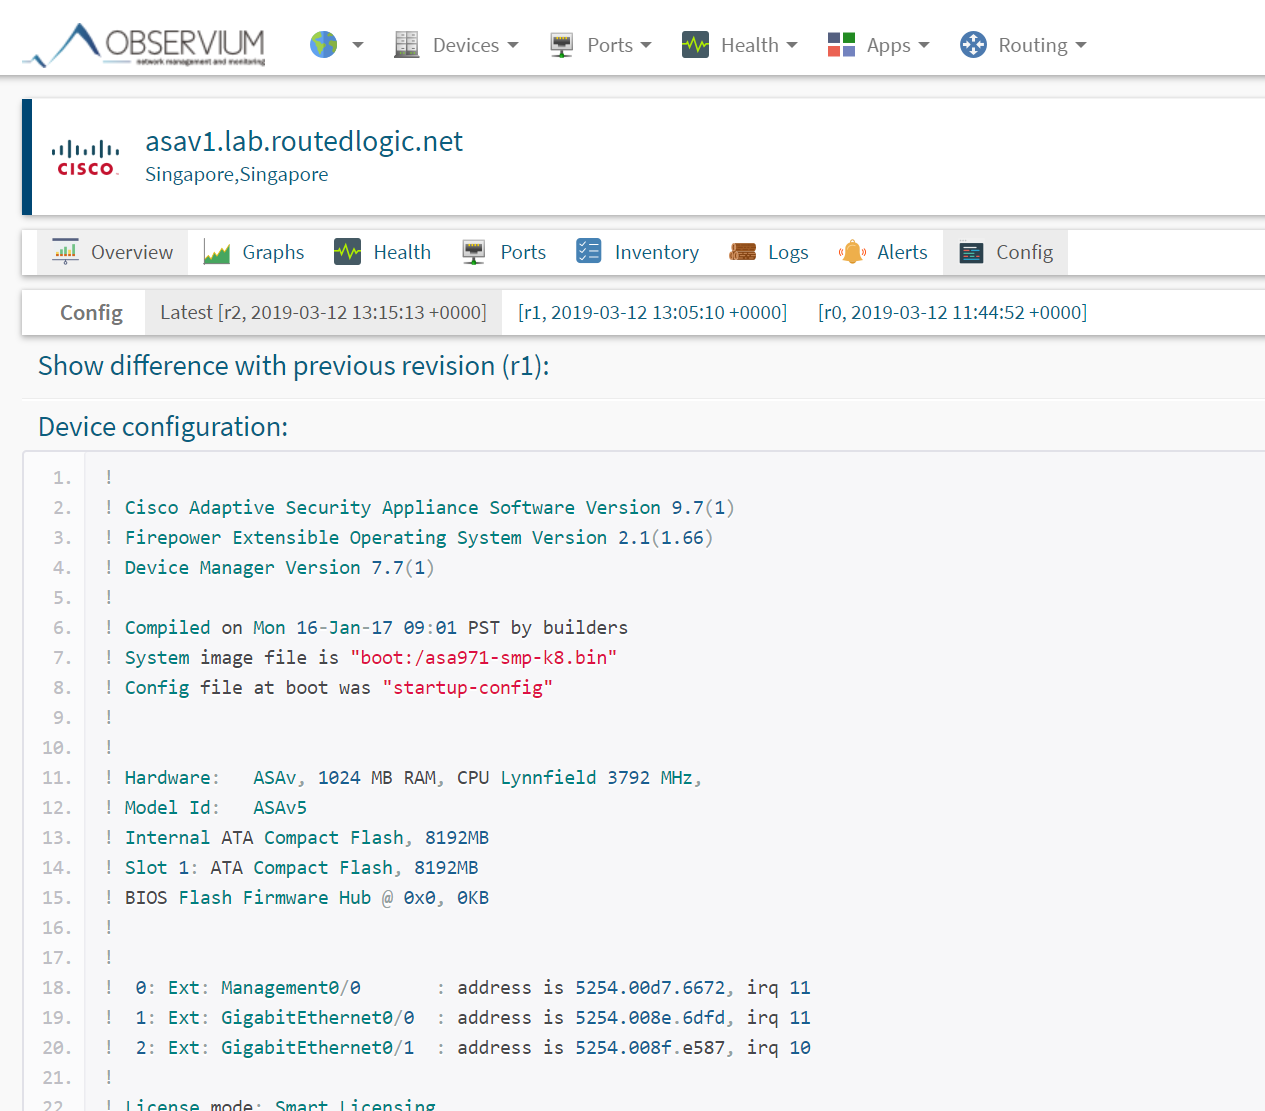 OBSERVIUM
network management and monitoring
Devices Ports Health Apps Routing
CISCO
asav1.lab.routedlogic.net
Singapore,Singapore
Overview Graphs Health Ports Inventory Logs Alerts Config
Config Latest [r2, 2019-03-12 13:15:13 +0000] [r1, 2019-03-12 13:05:10 +0000] [r0, 2019-03-12 11:44:52 +0000]
Show difference with previous revision (r1):
Device configuration:
1. !
2. ! Cisco Adaptive Security Appliance Software Version 9.7(1)
3. ! Firepower Extensible Operating System Version 2.1(1.66)
4. ! Device Manager Version 7.7(1)
5. !
6. ! Compiled on Mon 16-Jan-17 09:01 PST by builders
7. ! System image file is "boot:/asa971-smp-k8.bin"
8. ! Config file at boot was "startup-config"
9. !
10. !
11. ! Hardware:   ASAv, 1024 MB RAM, CPU Lynnfield 3792 MHz,
12. ! Model Id:   ASAv5
13. ! Internal ATA Compact Flash, 8192MB
14. ! Slot 1: ATA Compact Flash, 8192MB
15. ! BIOS Flash Firmware Hub @ 0x0, 0KB
16. !
17. !
18. !  0: Ext: Management0/0       : address is 5254.00d7.6672, irq 11
19. !  1: Ext: GigabitEthernet0/0  : address is 5254.008e.6dfd, irq 11
20. !  2: Ext: GigabitEthernet0/1  : address is 5254.008f.e587, irq 10
21. !
22. ! License mode: Smart Licensing